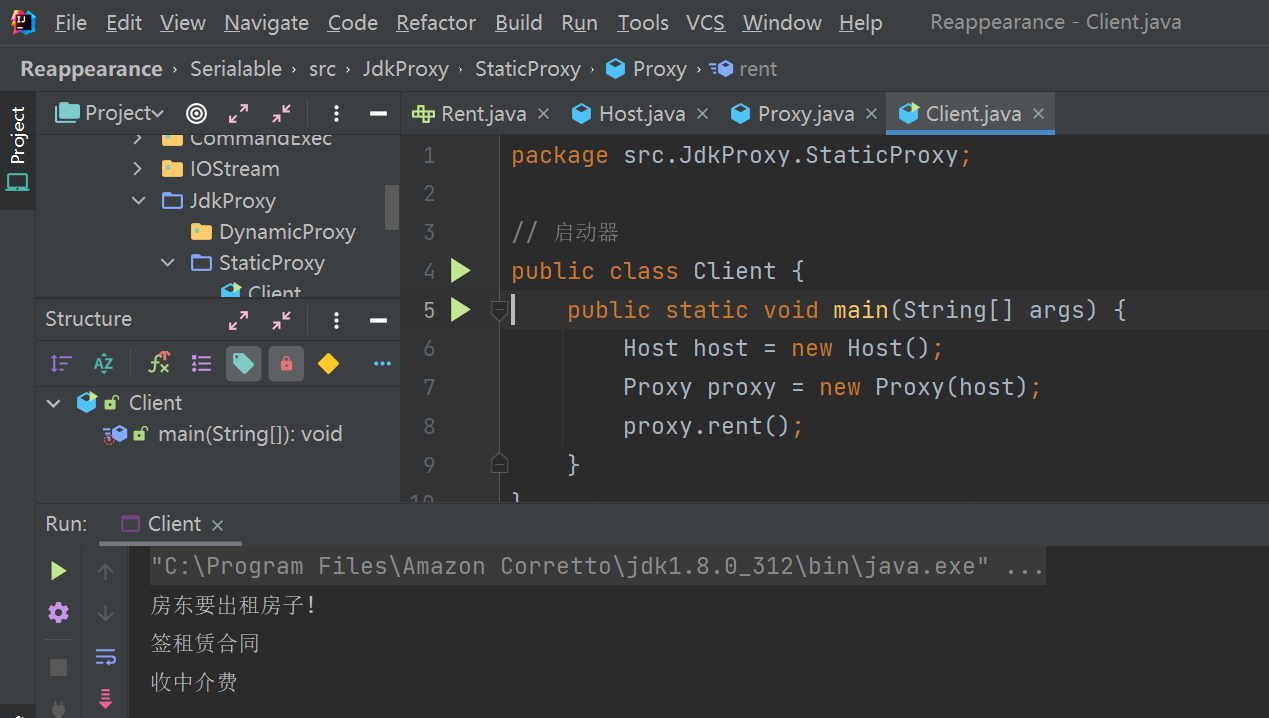 File Edit View Navigate Code Refactor Build Run Tools VCS Window Help Reappearance - Client.java
Reappearance › Serialable › src › JdkProxy › StaticProxy › Proxy › rent
Project
Project
CommandExec
IOStream
JdkProxy
DynamicProxy
StaticProxy
Client
Structure
Client
main(String[]): void
Rent.java × Host.java × Proxy.java × Client.java ×
1 package src.JdkProxy.StaticProxy;
2
3 // 启动器
4 public class Client {
5 public static void main(String[] args) {
6 Host host = new Host();
7 Proxy proxy = new Proxy(host);
8 proxy.rent();
9 }
10 }
Run: Client ×
"C:\Program Files\Amazon Corretto\jdk1.8.0_312\bin\java.exe" ...
房东要出租房子！
签租赁合同
收中介费